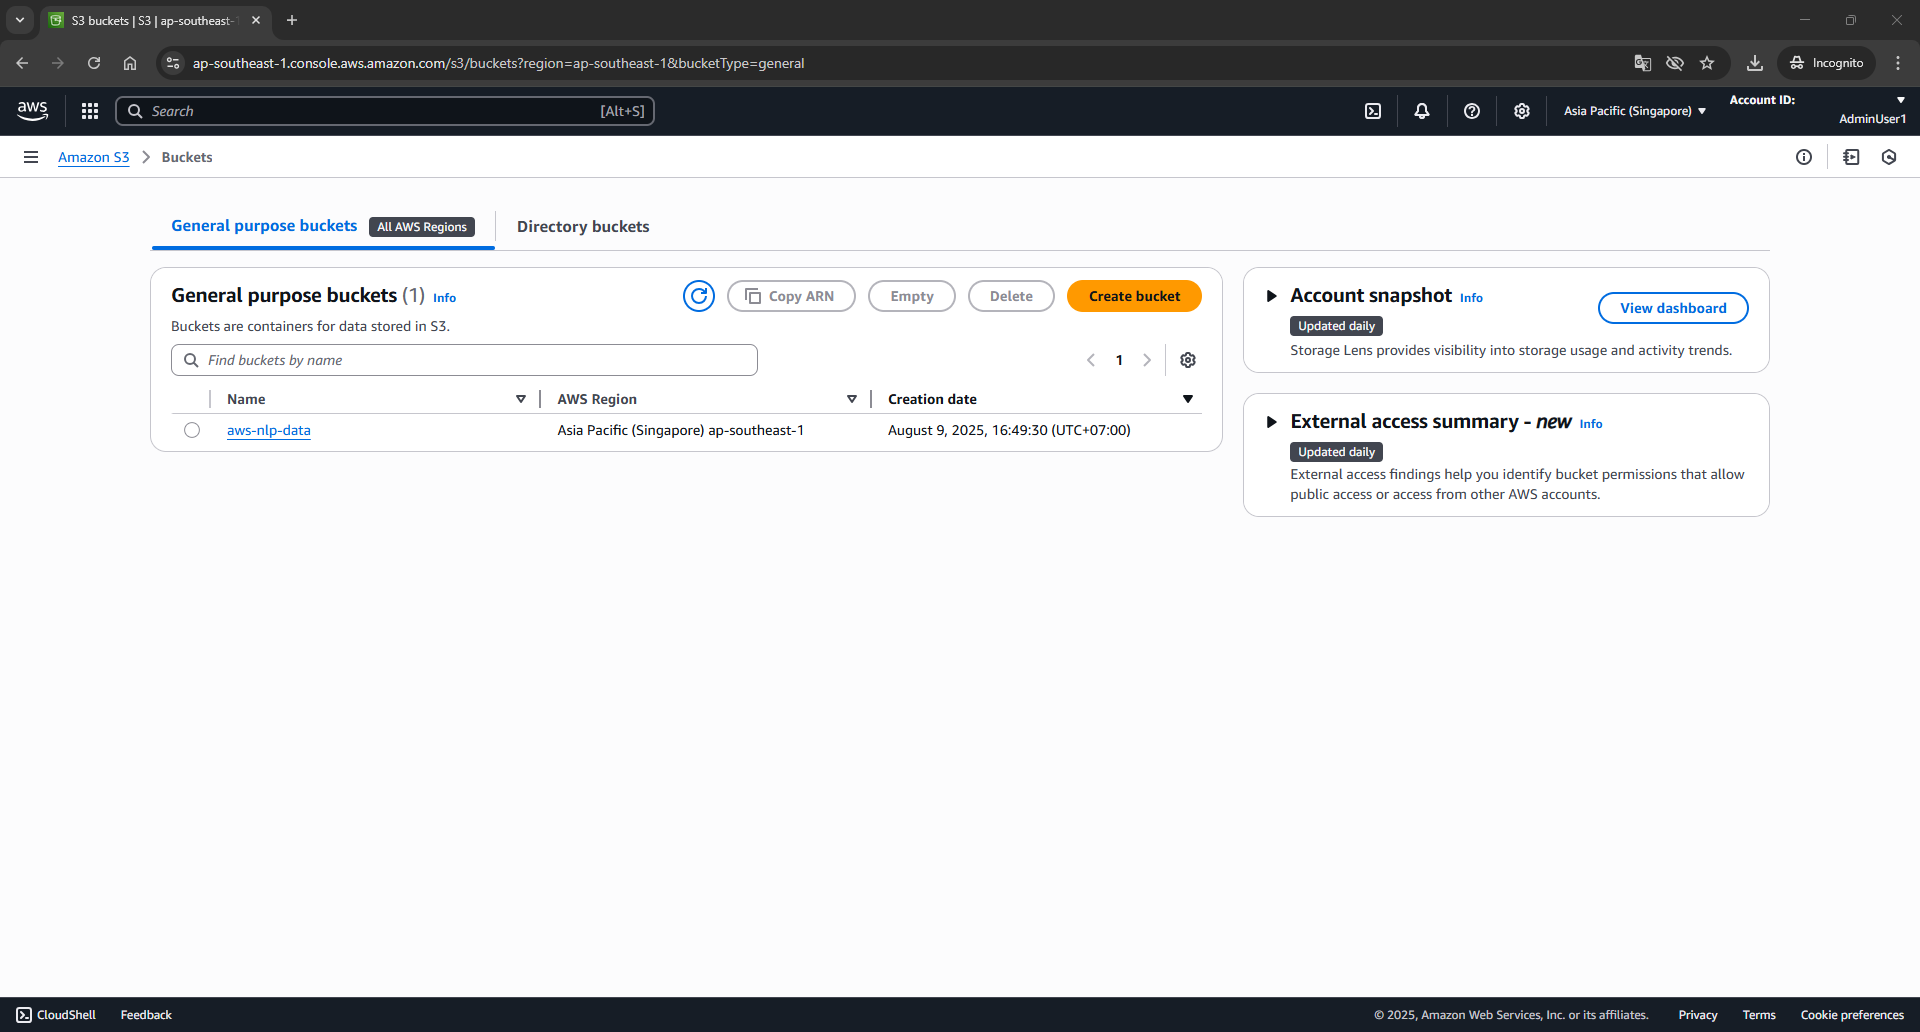 S3 buckets | S3 | ap-southeast-
ap-southeast-1.console.aws.amazon.com/s3/buckets?region=ap-southeast-1&bucketType=general
Incognito
aws
Search
[Alt+S]
Asia Pacific (Singapore)
Account ID:
AdminUser1
Amazon S3
Buckets
General purpose buckets
All AWS Regions
Directory buckets
General purpose buckets (1) Info
Copy ARN
Empty
Delete
Create bucket
Buckets are containers for data stored in S3.
Find buckets by name
1
Name
AWS Region
Creation date
aws-nlp-data
Asia Pacific (Singapore) ap-southeast-1
August 9, 2025, 16:49:30 (UTC+07:00)
Account snapshot Info
View dashboard
Updated daily
Storage Lens provides visibility into storage usage and activity trends.
External access summary - new Info
Updated daily
External access findings help you identify bucket permissions that allow
public access or access from other AWS accounts.
CloudShell
Feedback
© 2025, Amazon Web Services, Inc. or its affiliates.
Privacy
Terms
Cookie preferences